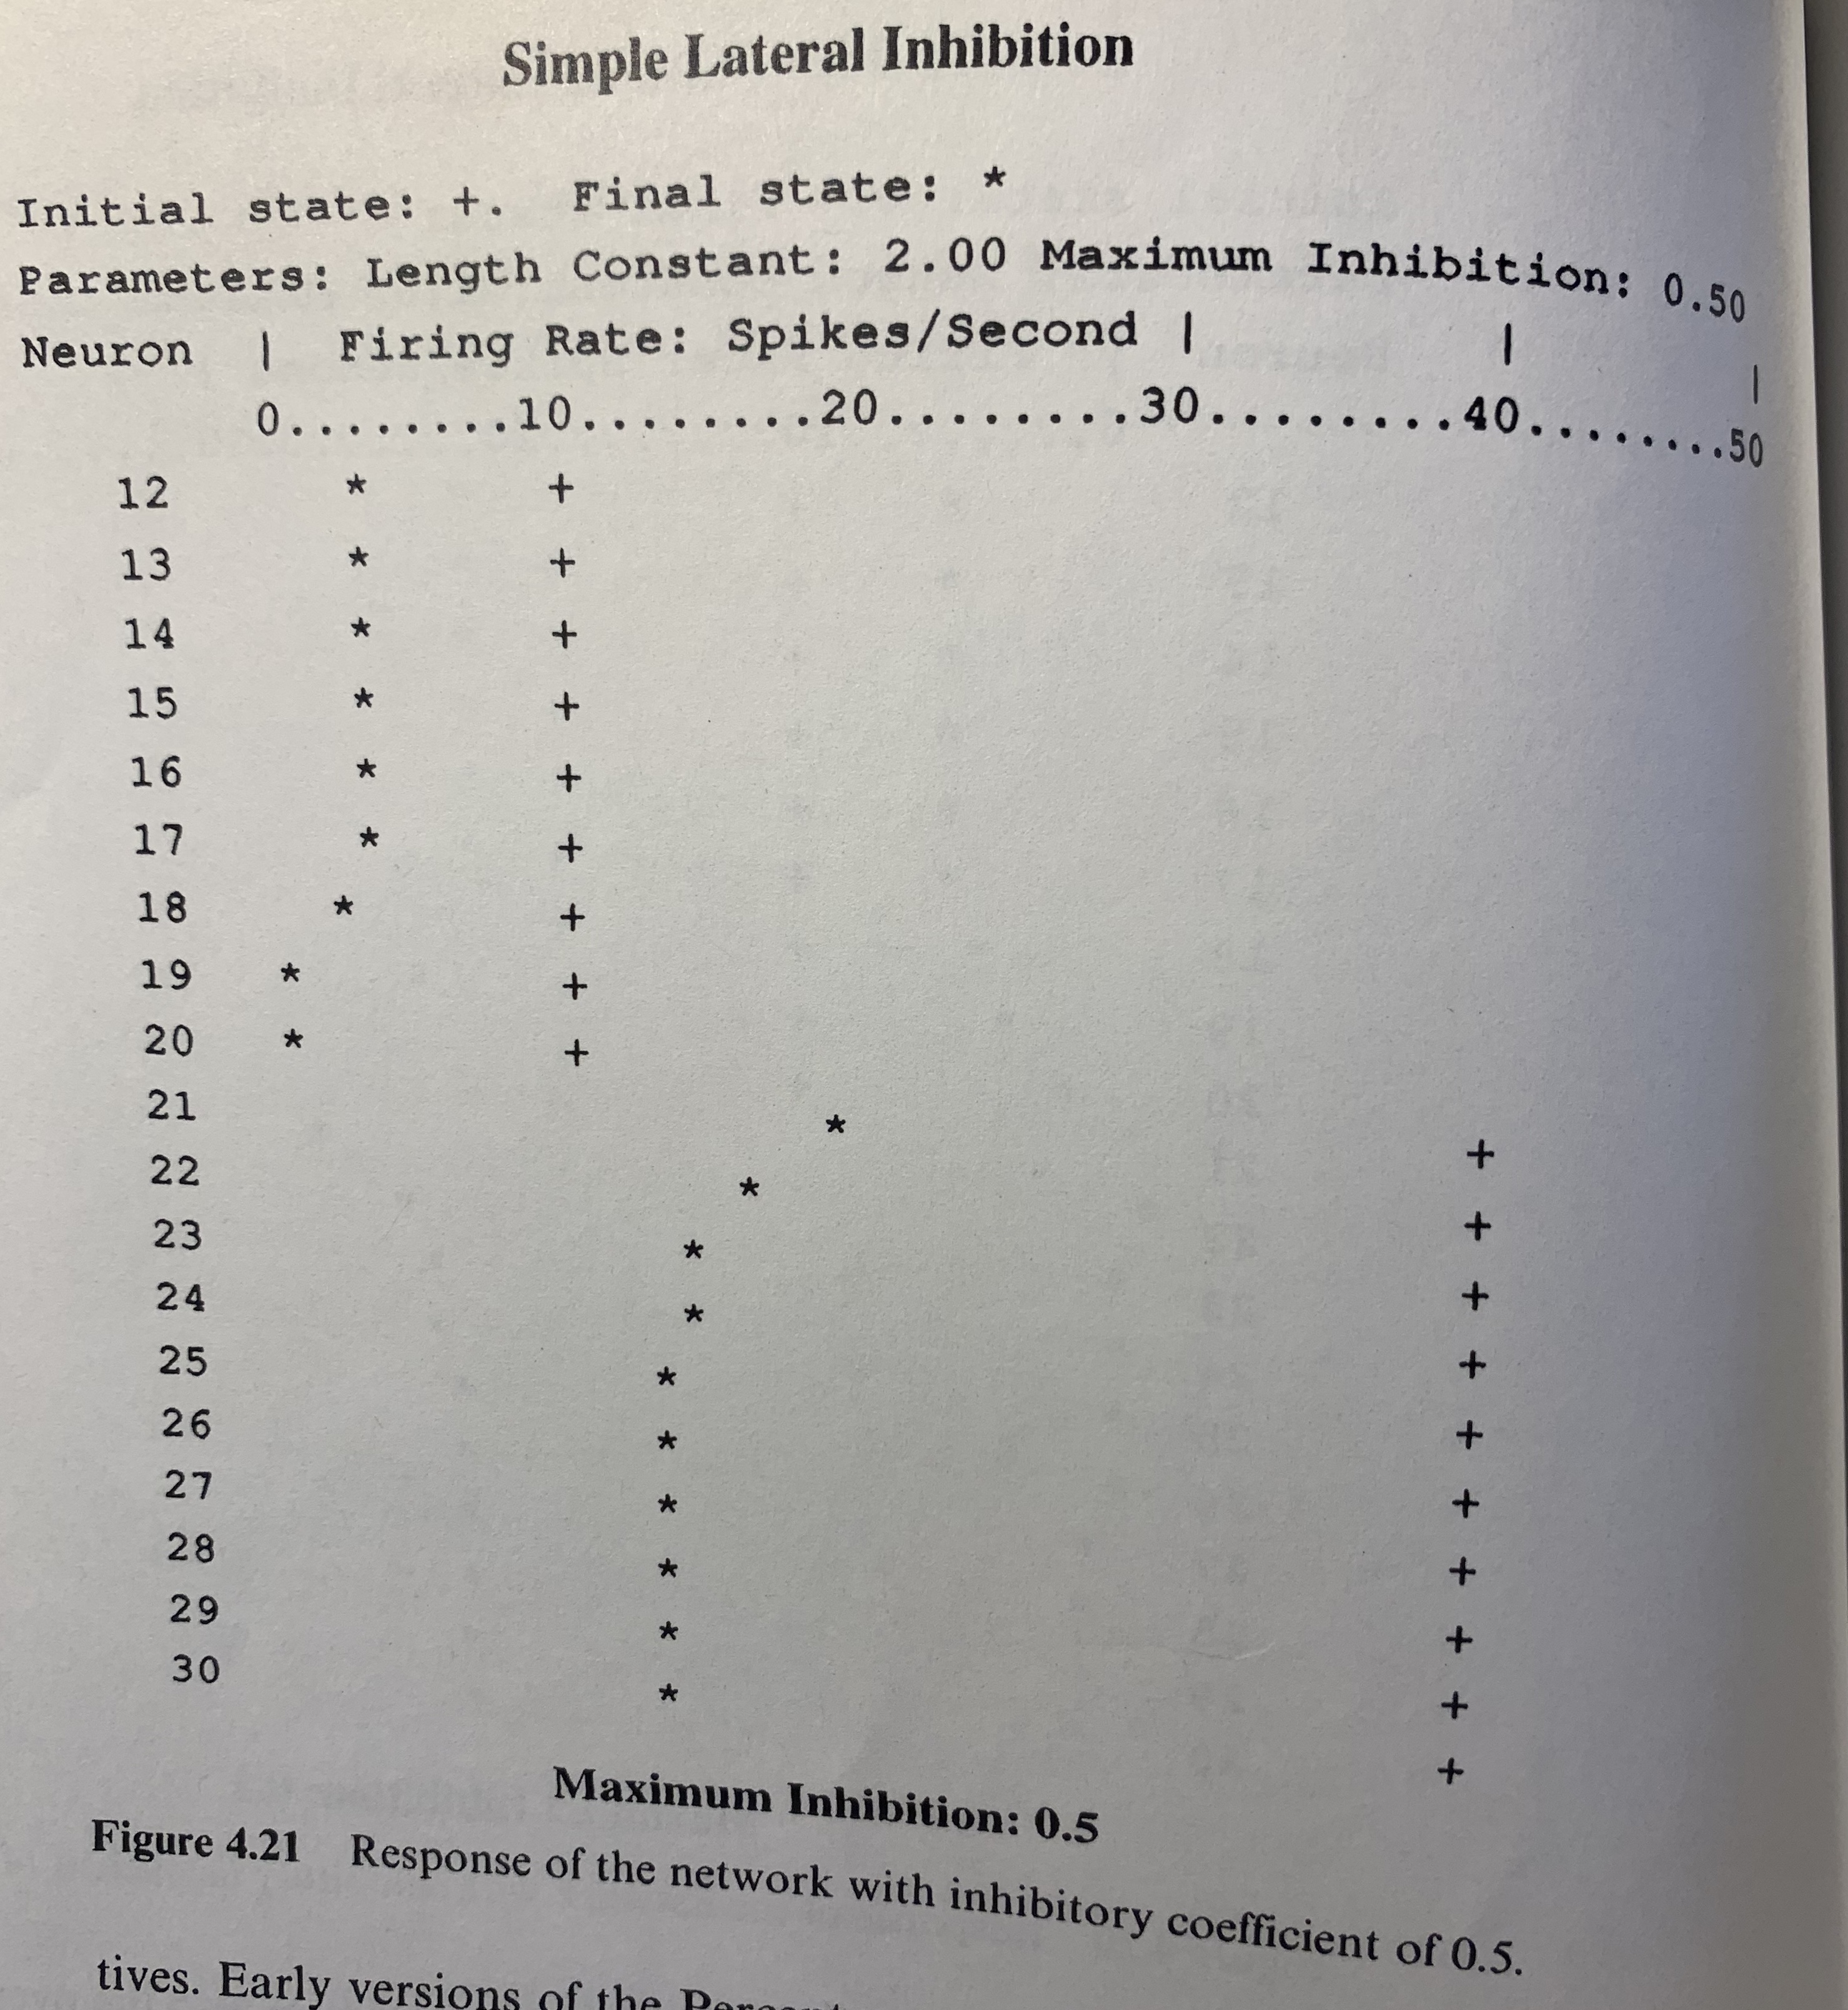 Simple Lateral Inhibition
Initial state: +. Final state: *
Parameters: Length Constant: 2.00 Maximum Inhibition: 0.50
Neuron | Firing Rate: Spikes/Second | | |
0........10........20........30........40........50
12 * +
13 * +
14 * +
15 * +
16 * +
17 * +
18 * +
19 * +
20 * +
21 * +
22 * +
23 * +
24 * +
25 * +
26 * +
27 * +
28 * +
29 * +
30 * +
Maximum Inhibition: 0.5
Figure 4.21 Response of the network with inhibitory coefficient of 0.5.
tives. Early versions of the